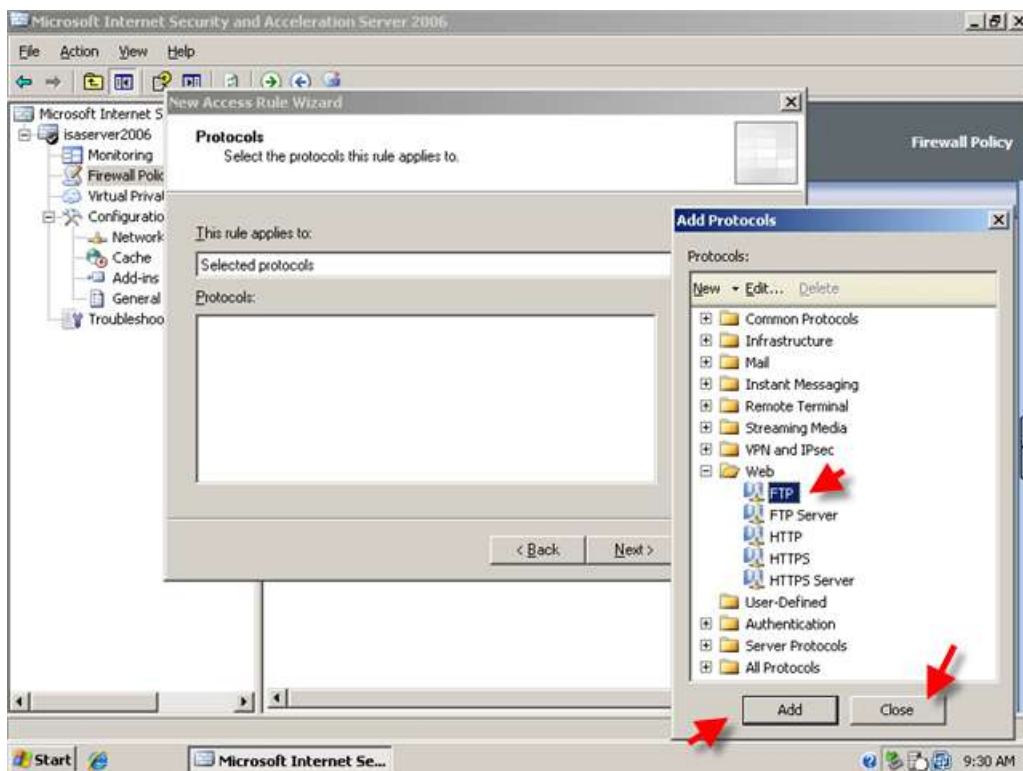 Microsoft Internet Security and Acceleration Server 2006
File Action View Help
Microsoft Internet S
isaserver2006
Monitoring
Firewall Polic
Virtual Privat
Configuratio
Network
Cache
Add-ins
General
Troubleshoo
New Access Rule Wizard
Protocols
Select the protocols this rule applies to.
This rule applies to:
Selected protocols
Protocols:
< Back Next >
Firewall Policy
Add Protocols
Protocols:
New Edit... Delete
Common Protocols
Infrastructure
Mail
Instant Messaging
Remote Terminal
Streaming Media
VPN and IPsec
Web
FTP
FTP Server
HTTP
HTTPS
HTTPS Server
User-Defined
Authentication
Server Protocols
All Protocols
Add Close
Start Microsoft Internet Se... 9:30 AM